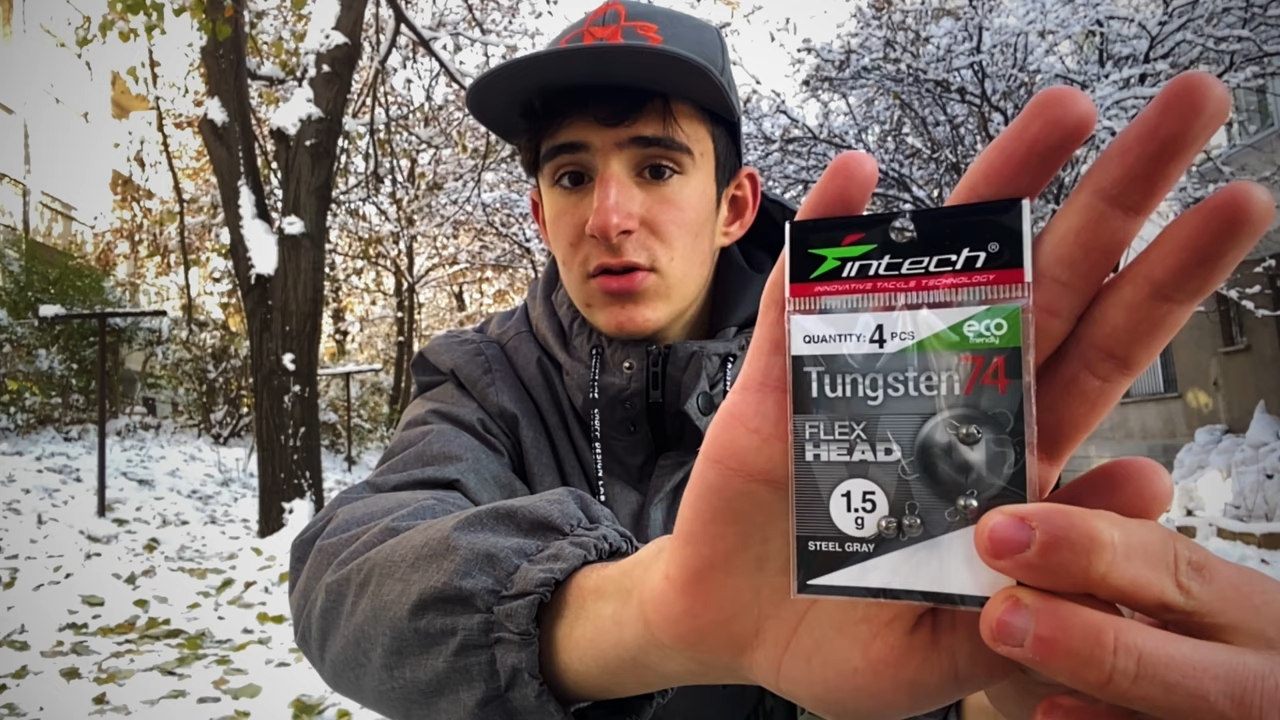 intech®
INNOVATIVE TACKLE TECHNOLOGY
QUANTITY: 4 PCS
eco
friendly
Tungsten74
FLEX
HEAD
1.5
g
STEEL GRAY